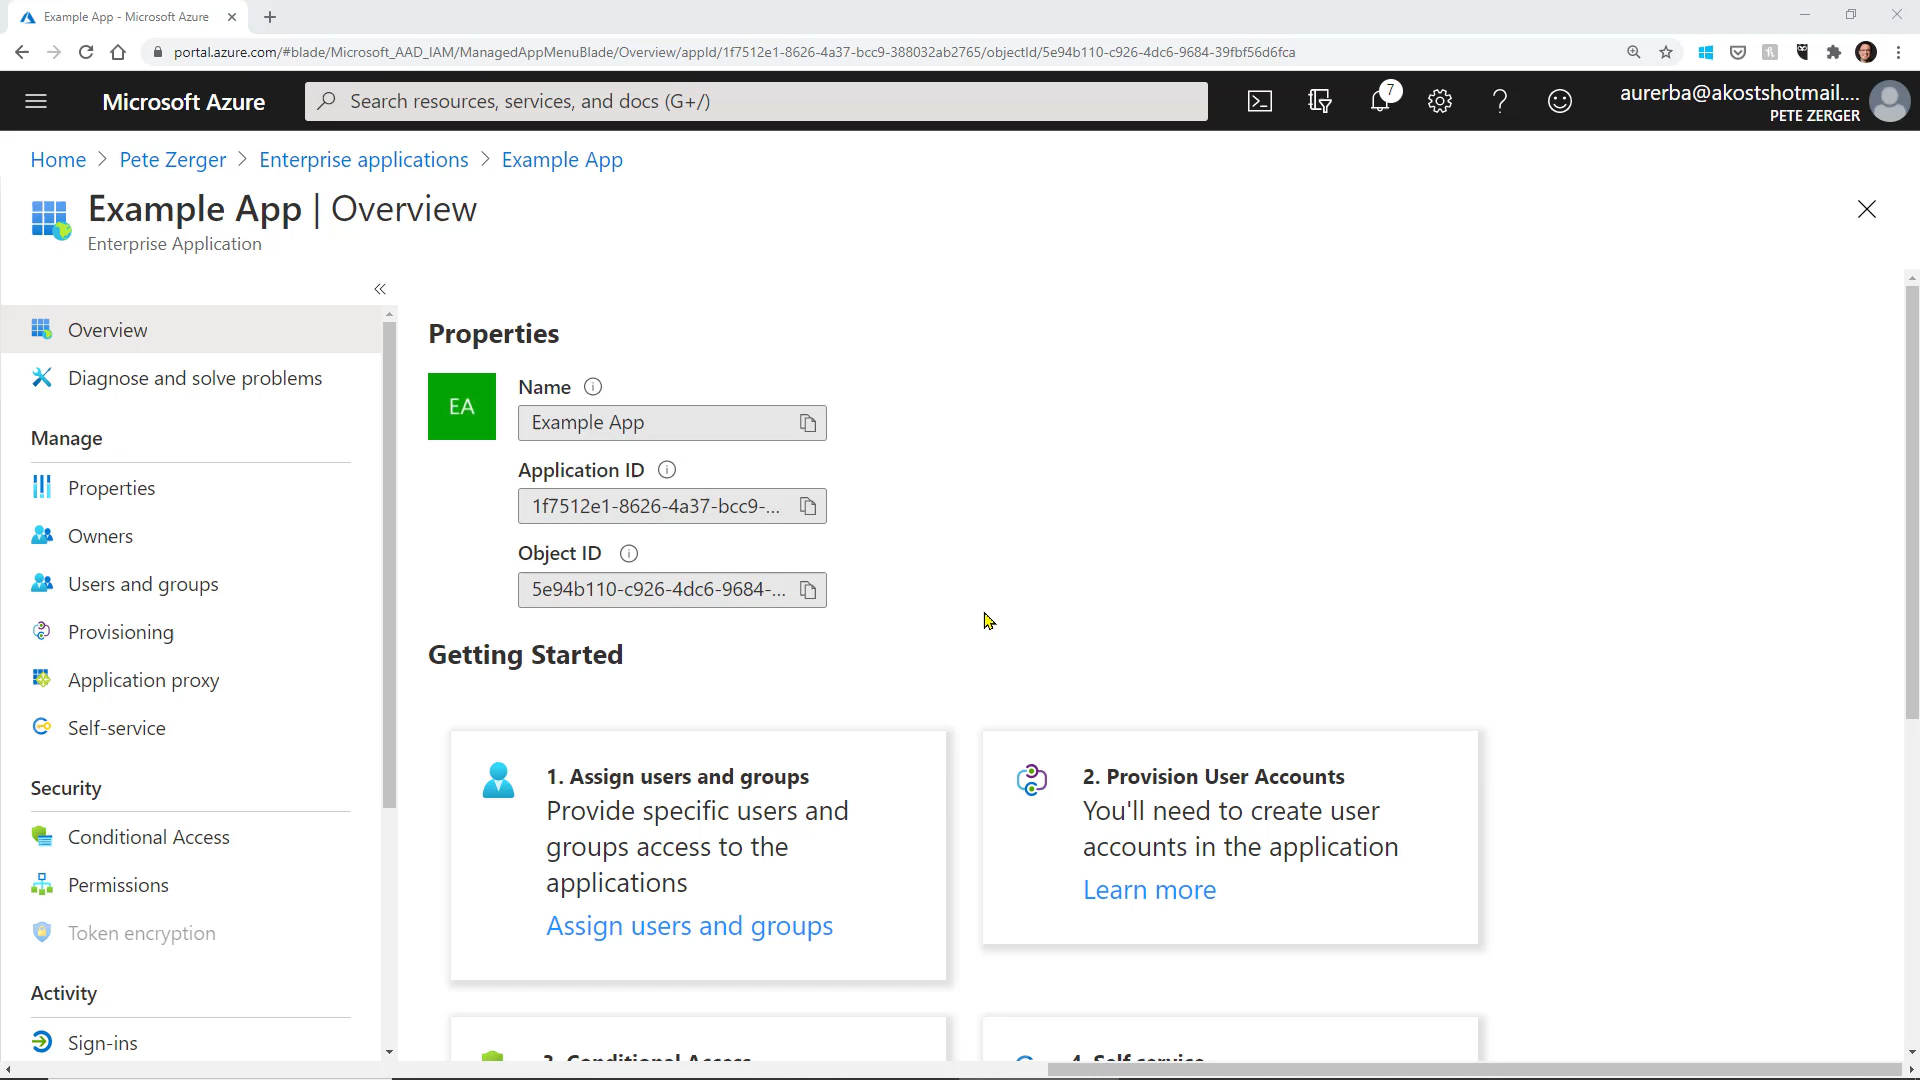 Example App - Microsoft Azure
portal.azure.com/#blade/Microsoft_AAD_IAM/ManagedAppMenuBlade/Overview/appId/1f7512e1-8626-4a37-bcc9-388032ab2765/objectId/5e94b110-c926-4dc6-9684-39fbf56d6fca
Microsoft Azure
Search resources, services, and docs (G+/)
7
aurerba@akostshotmail....
PETE ZERGER
Home > Pete Zerger > Enterprise applications > Example App
Example App | Overview
Enterprise Application
Overview
Diagnose and solve problems
Manage
Properties
Owners
Users and groups
Provisioning
Application proxy
Self-service
Security
Conditional Access
Permissions
Token encryption
Activity
Sign-ins
Properties
EA
Name
Example App
Application ID
1f7512e1-8626-4a37-bcc9-...
Object ID
5e94b110-c926-4dc6-9684-...
Getting Started
1. Assign users and groups
Provide specific users and
groups access to the
applications
Assign users and groups
2. Provision User Accounts
You'll need to create user
accounts in the application
Learn more
3. Conditional Access
4. Self service